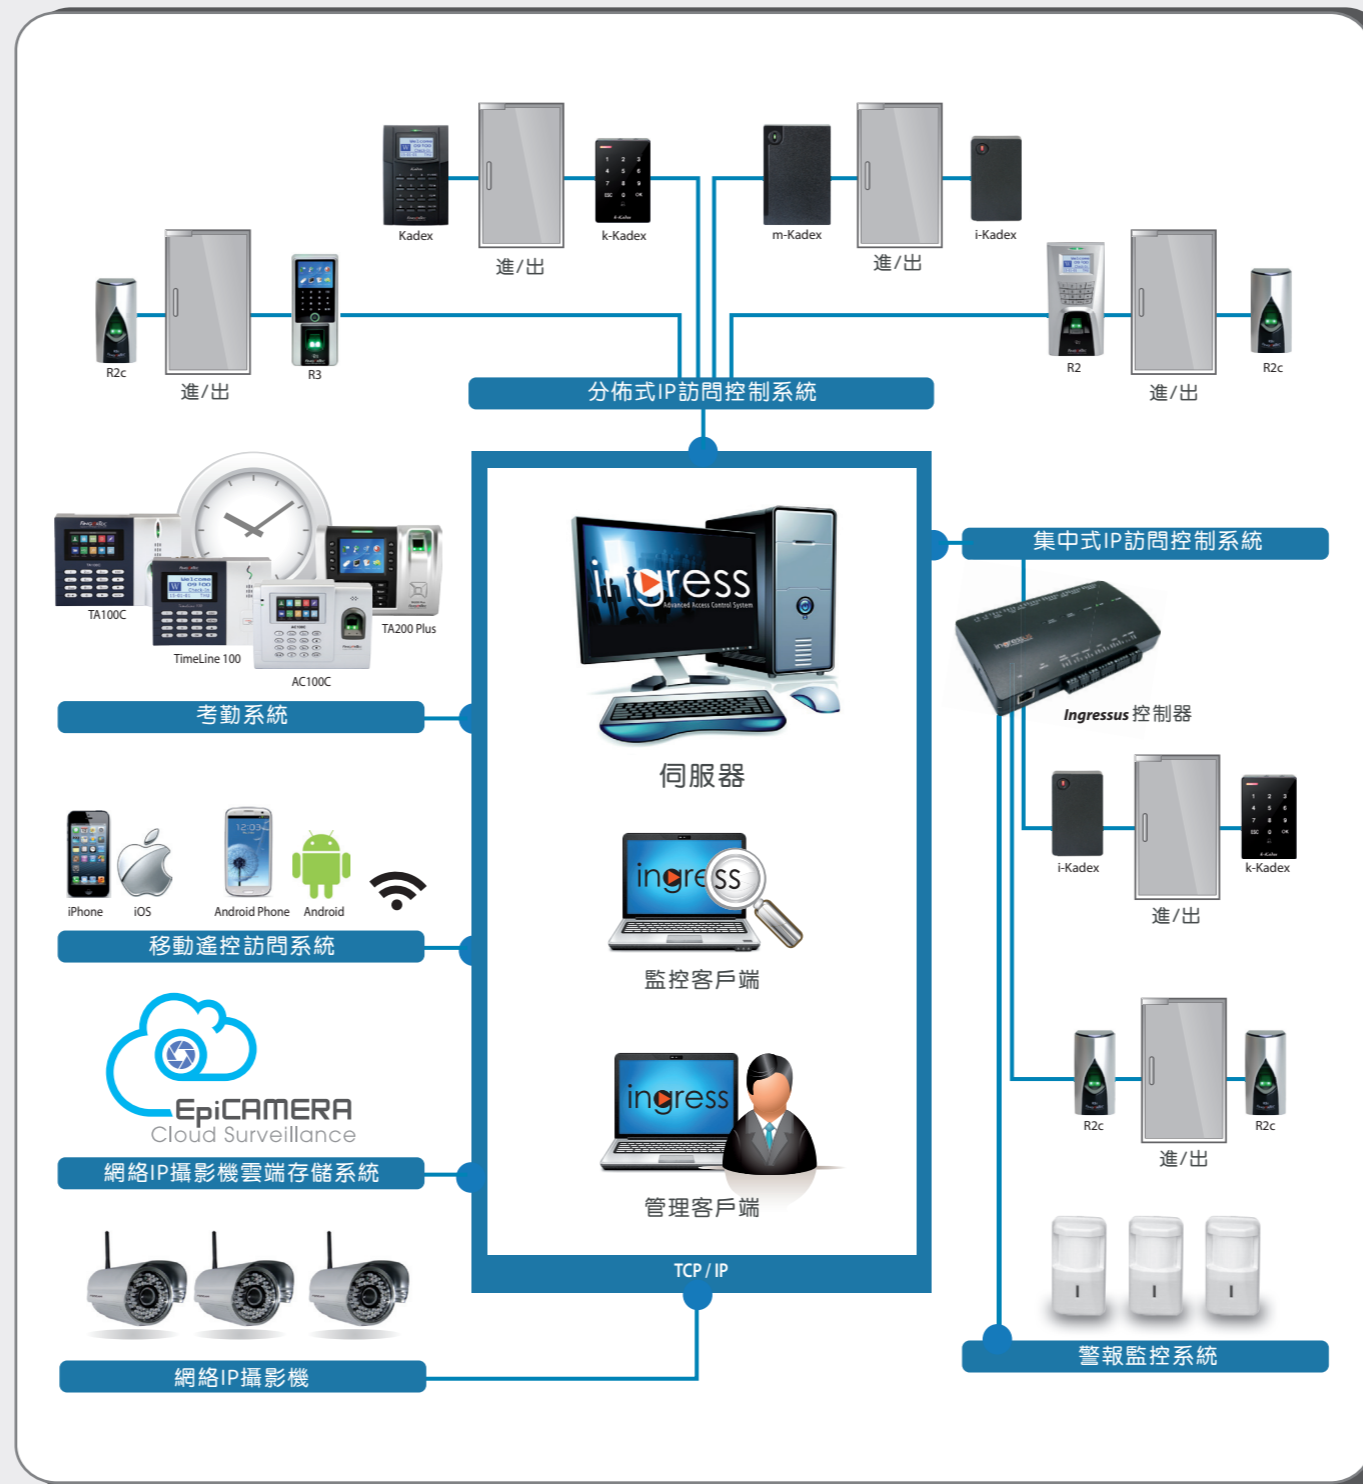 Kadex
k-Kadex
m-Kadex
i-Kadex
進/出
進/出
R2c
進/出
R3
R2
進/出
R2c
分佈式IP訪問控制系統
TA100C
TimeLine 100
AC100C
TA200 Plus
考勤系統
ingress
Advanced Access Control System
伺服器
集中式IP訪問控制系統
ingressus
Ingressus 控制器
i-Kadex
進/出
k-Kadex
iPhone
iOS
Android Phone
Android
移動遙控訪問系統
ingress
監控客戶端
EpiCAMERA
Cloud Surveillance
網絡IP攝影機雲端存儲系統
ingress
管理客戶端
R2c
進/出
R2c
TCP / IP
網絡IP攝影機
警報監控系統